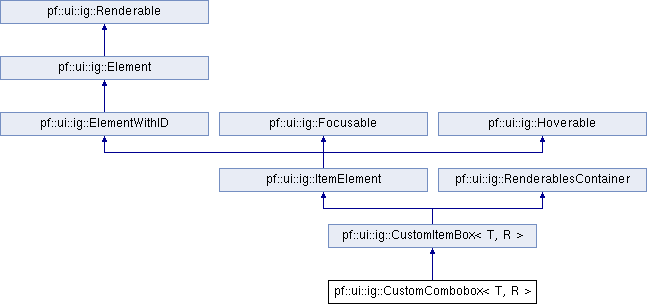 pf::ui::ig::Renderable
pf::ui::ig::Element
pf::ui::ig::ElementWithID
pf::ui::ig::Focusable
pf::ui::ig::Hoverable
pf::ui::ig::ItemElement
pf::ui::ig::RenderablesContainer
pf::ui::ig::CustomItemBox< T, R >
pf::ui::ig::CustomCombobox< T, R >